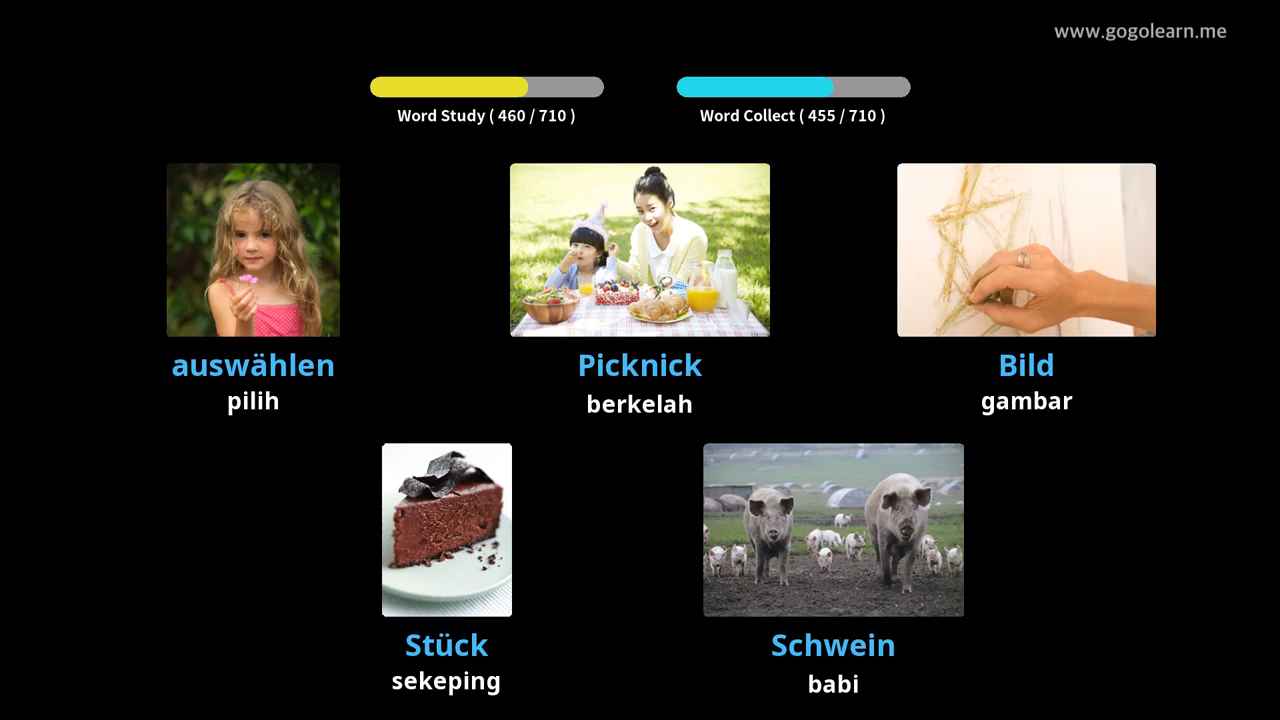 www.gogolearn.me
Word Study ( 460 / 710 )
Word Collect ( 455 / 710 )
auswählen
pilih
Picknick
berkelah
Bild
gambar
Stück
sekeping
Schwein
babi